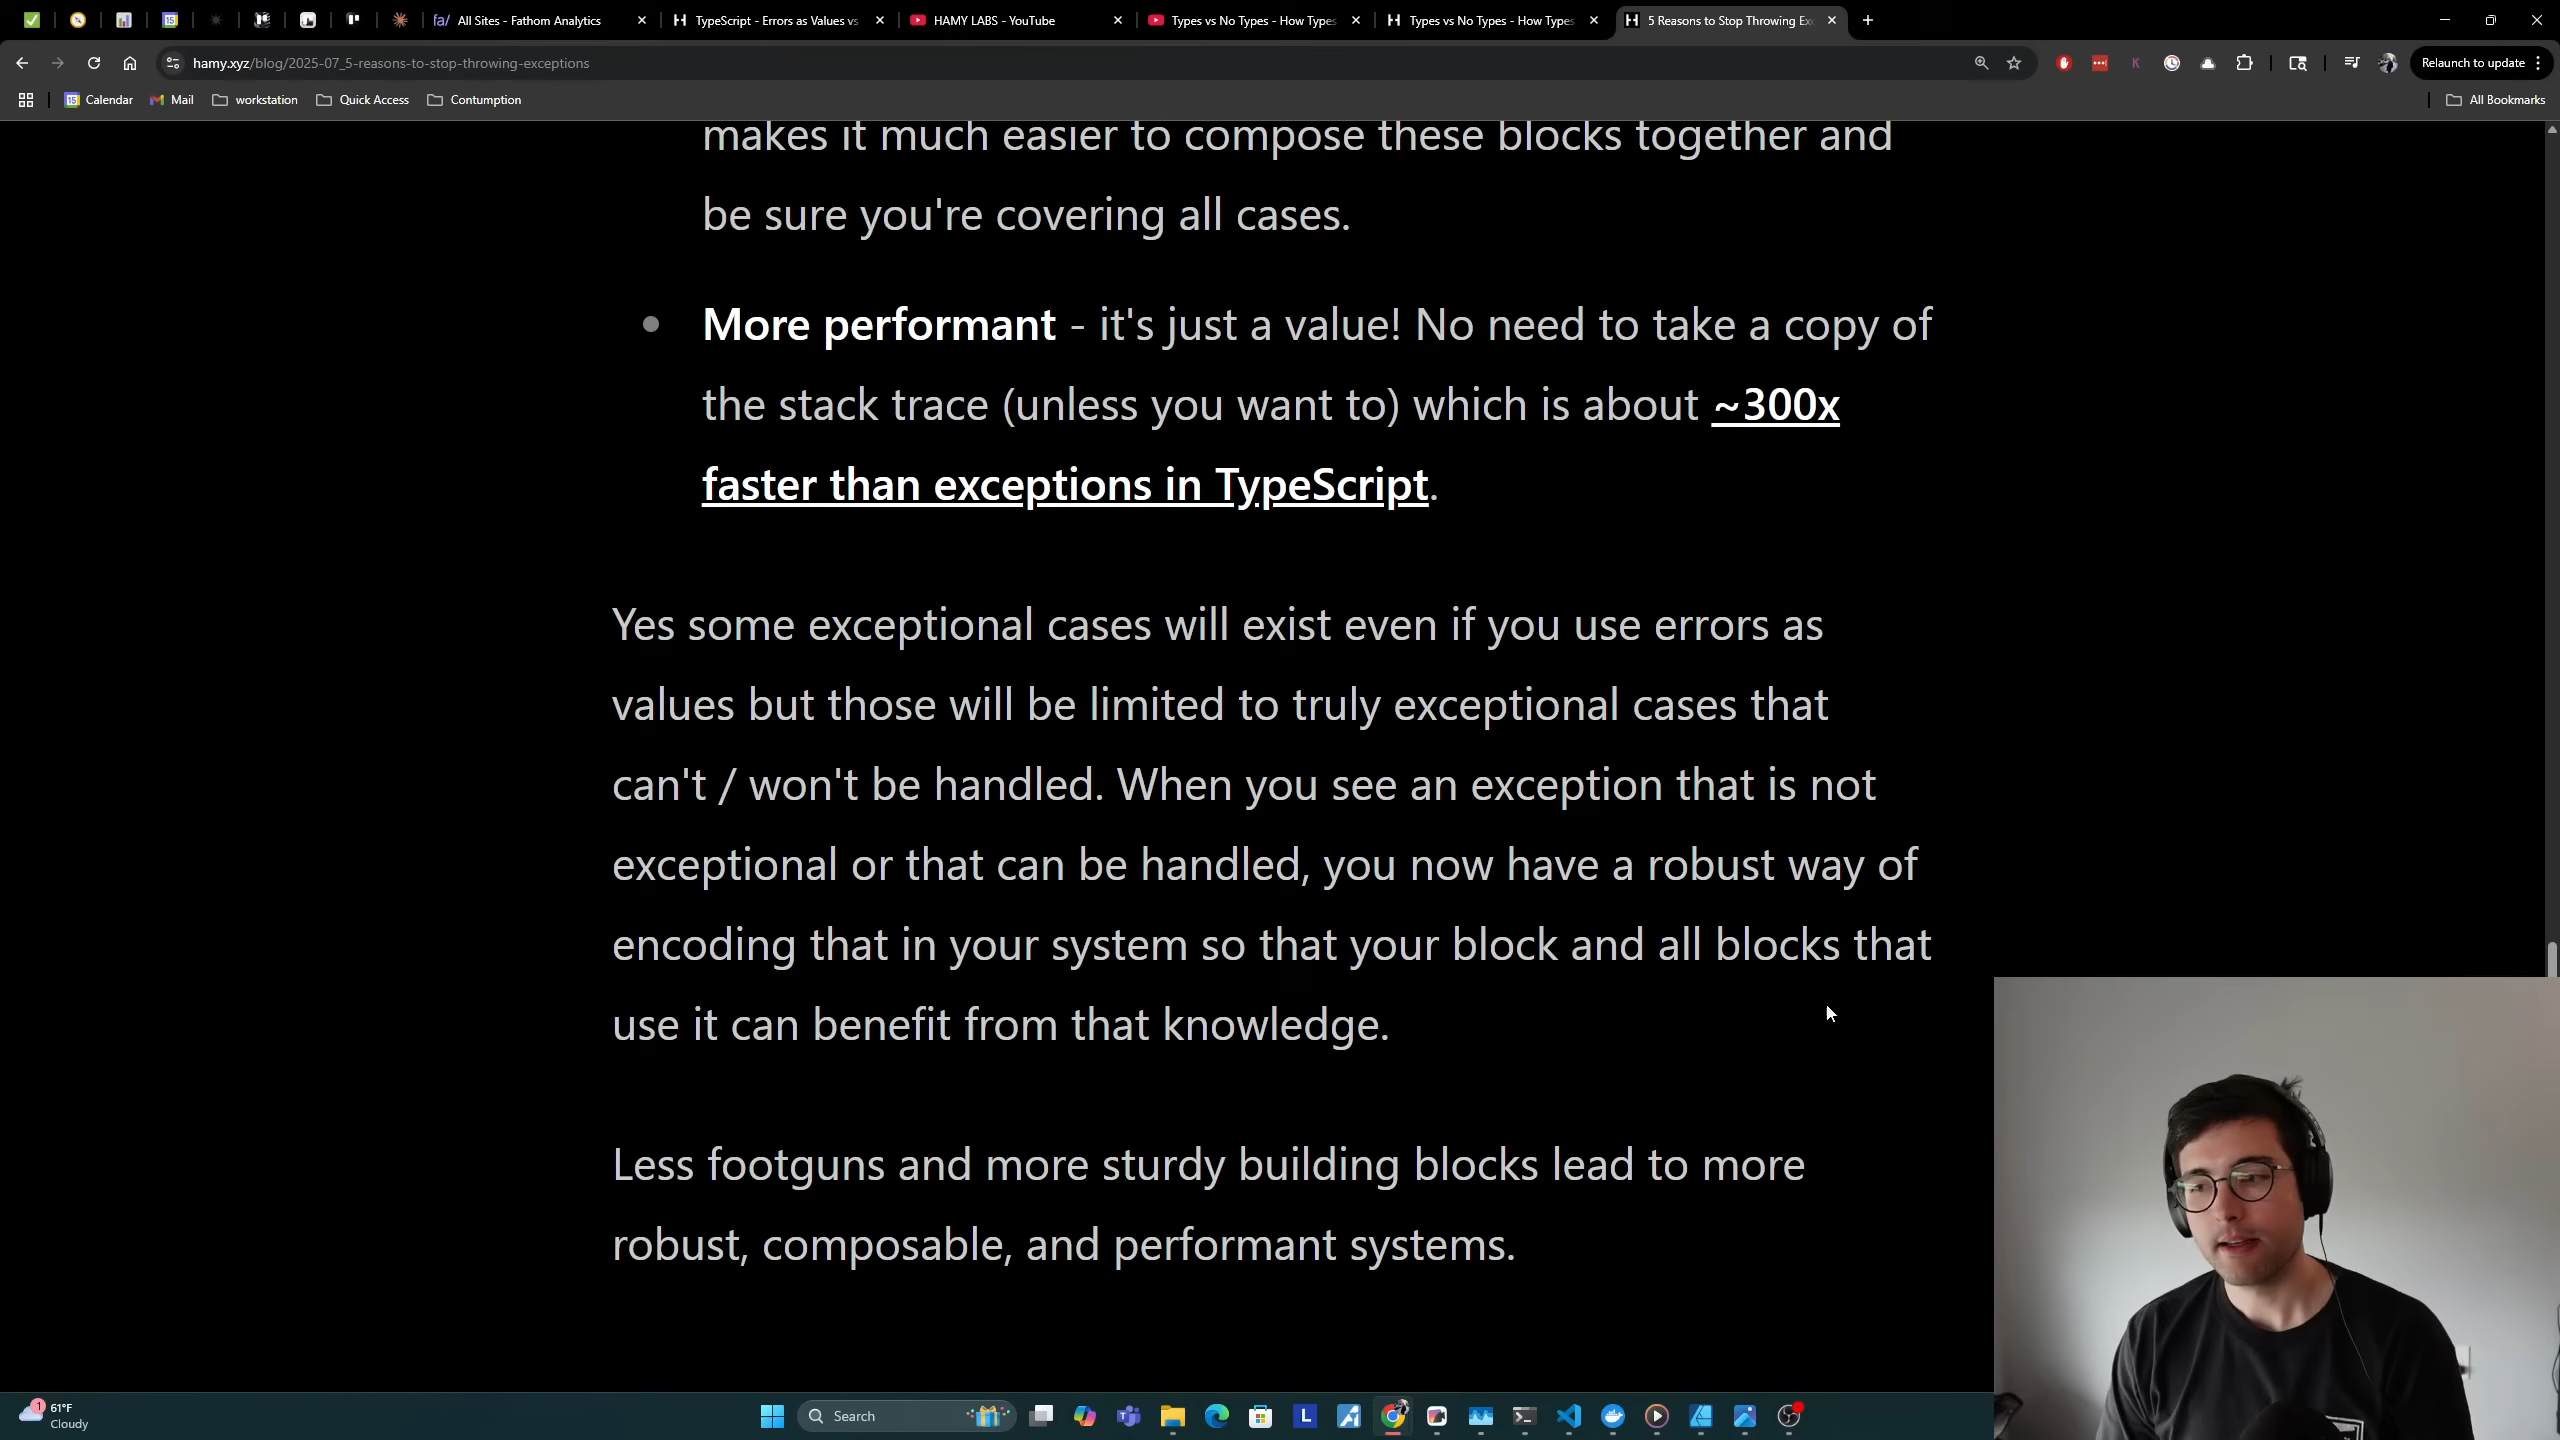 fa/ All Sites - Fathom Analytics
TypeScript - Errors as Values vs
HAMY LABS - YouTube
Types vs No Types - How Types
Types vs No Types - How Types
5 Reasons to Stop Throwing Ex
hamy.xyz/blog/2025-07_5-reasons-to-stop-throwing-exceptions
Relaunch to update
Calendar
Mail
workstation
Quick Access
Contumption
All Bookmarks
makes it much easier to compose these blocks together and
be sure you're covering all cases.
More performant - it's just a value! No need to take a copy of
the stack trace (unless you want to) which is about ~300x
faster than exceptions in TypeScript.
Yes some exceptional cases will exist even if you use errors as
values but those will be limited to truly exceptional cases that
can't / won't be handled. When you see an exception that is not
exceptional or that can be handled, you now have a robust way of
encoding that in your system so that your block and all blocks that
use it can benefit from that knowledge.
Less footguns and more sturdy building blocks lead to more
robust, composable, and performant systems.
1
61°F
Cloudy
Search